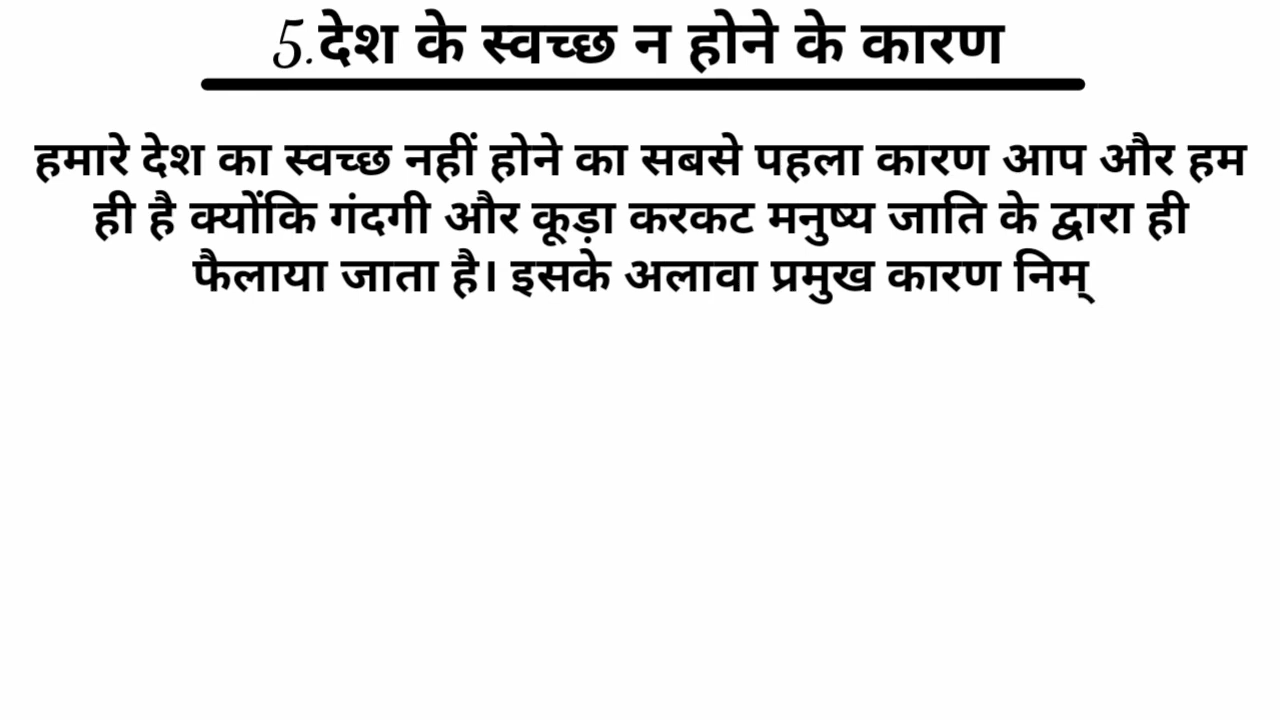 5.देश के स्वच्छ न होने के कारण
हमारे देश का स्वच्छ नहीं होने का सबसे पहला कारण आप और हम
ही है क्योंकि गंदगी और कूड़ा करकट मनुष्य जाति के द्वारा ही
फैलाया जाता है। इसके अलावा प्रमुख कारण निम्